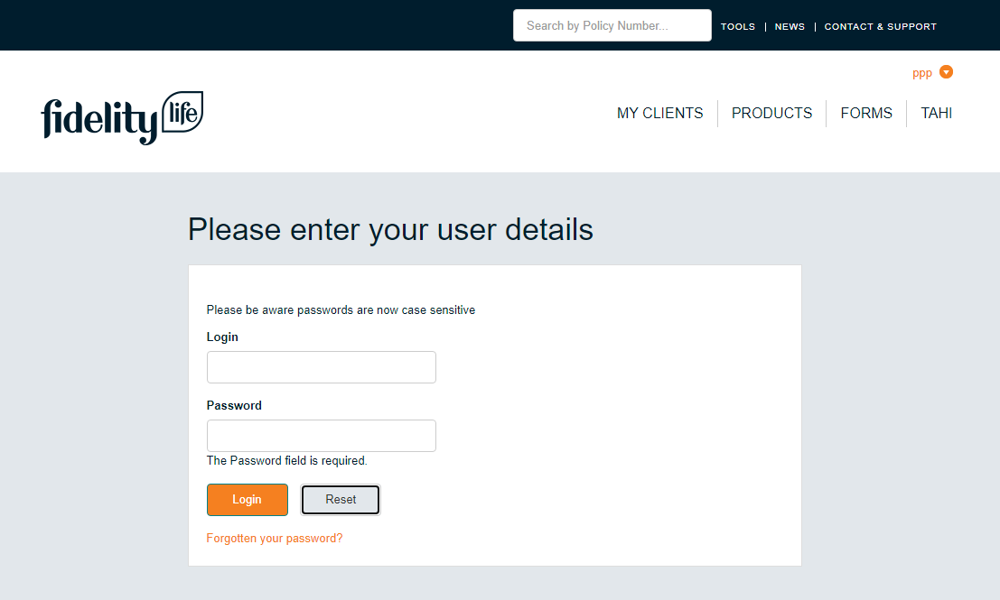 Search by Policy Number...
TOOLS | NEWS | CONTACT & SUPPORT
ppp
fidelity life
MY CLIENTS
PRODUCTS
FORMS
TAHI
Please enter your user details
Please be aware passwords are now case sensitive
Login
Password
The Password field is required.
Login
Reset
Forgotten your password?